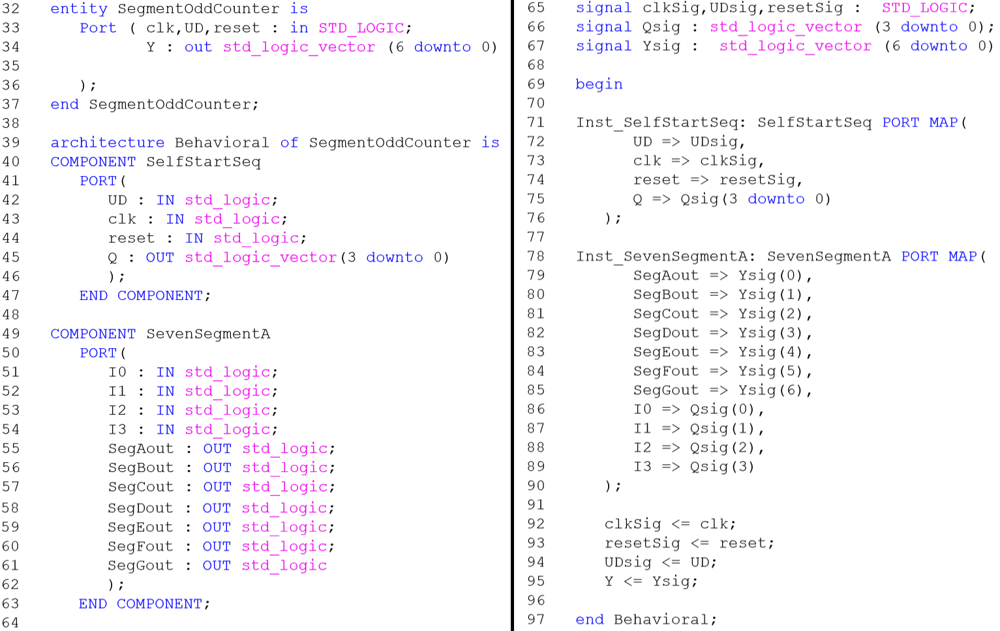 32 entity SegmentOddCounter is
33 Port ( clk,UD,reset : in STD_LOGIC;
34 Y : out std_logic_vector (6 downto 0)
35
36 );
37 end SegmentOddCounter;
38
39 architecture Behavioral of SegmentOddCounter is
40 COMPONENT SelfStartSeq
41 PORT(
42 UD : IN std_logic;
43 clk : IN std_logic;
44 reset : IN std_logic;
45 Q : OUT std_logic_vector(3 downto 0)
46 );
47 END COMPONENT;
48
49 COMPONENT SevenSegmentA
50 PORT(
51 I0 : IN std_logic;
52 I1 : IN std_logic;
53 I2 : IN std_logic;
54 I3 : IN std_logic;
55 SegAout : OUT std_logic;
56 SegBout : OUT std_logic;
57 SegCout : OUT std_logic;
58 SegDout : OUT std_logic;
59 SegEout : OUT std_logic;
60 SegFout : OUT std_logic;
61 SegGout : OUT std_logic
62 );
63 END COMPONENT;
64
65 signal clkSig,UDsig,resetSig : STD_LOGIC;
66 signal Qsig : std_logic_vector (3 downto 0);
67 signal Ysig : std_logic_vector (6 downto 0)
68
69 begin
70
71 Inst_SelfStartSeq: SelfStartSeq PORT MAP(
72 UD => UDsig,
73 clk => clkSig,
74 reset => resetSig,
75 Q => Qsig(3 downto 0)
76 );
77
78 Inst_SevenSegmentA: SevenSegmentA PORT MAP(
79 SegAout => Ysig(0),
80 SegBout => Ysig(1),
81 SegCout => Ysig(2),
82 SegDout => Ysig(3),
83 SegEout => Ysig(4),
84 SegFout => Ysig(5),
85 SegGout => Ysig(6),
86 I0 => Qsig(0),
87 I1 => Qsig(1),
88 I2 => Qsig(2),
89 I3 => Qsig(3)
90 );
91
92 clkSig <= clk;
93 resetSig <= reset;
94 UDsig <= UD;
95 Y <= Ysig;
96
97 end Behavioral;